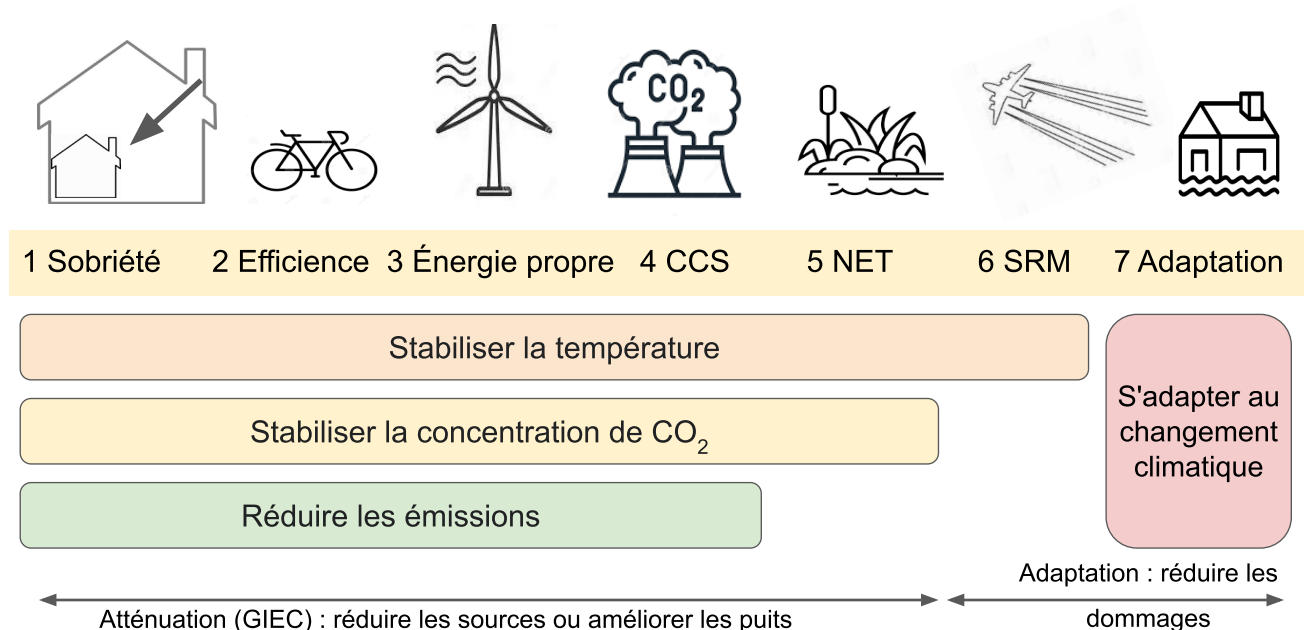 CO2
1 Sobriété 2 Efficience 3 Énergie propre 4 CCS 5 NET 6 SRM 7 Adaptation
Stabiliser la température
Stabiliser la concentration de CO2
Réduire les émissions
S'adapter au
changement
climatique
Atténuation (GIEC) : réduire les sources ou améliorer les puits
Adaptation : réduire les
dommages